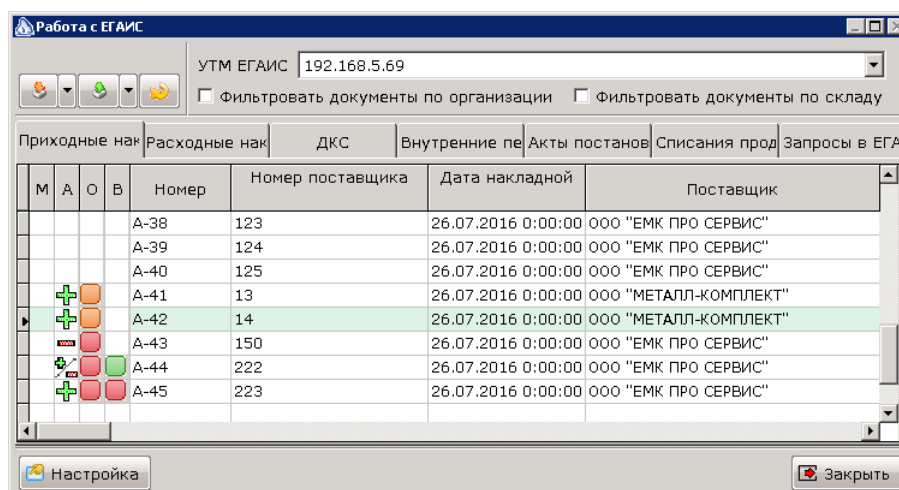 Работа с ЕГАИС
УТМ ЕГАИС 192.168.5.69
Фильтровать документы по организации Фильтровать документы по складу
Приходные нак Расходные нак ДКС Внутренние пе Акты постанов Списания прод Запросы в ЕГА
М А О В Номер Номер поставщика Дата накладной Поставщик
А-38 123 26.07.2016 0:00:00 ООО "ЕМК ПРО СЕРВИС"
А-39 124 26.07.2016 0:00:00 ООО "ЕМК ПРО СЕРВИС"
А-40 125 26.07.2016 0:00:00 ООО "ЕМК ПРО СЕРВИС"
А-41 13 26.07.2016 0:00:00 ООО "МЕТАЛЛ-КОМПЛЕКТ"
А-42 14 26.07.2016 0:00:00 ООО "МЕТАЛЛ-КОМПЛЕКТ"
А-43 150 26.07.2016 0:00:00 ООО "ЕМК ПРО СЕРВИС"
А-44 222 26.07.2016 0:00:00 ООО "ЕМК ПРО СЕРВИС"
А-45 223 26.07.2016 0:00:00 ООО "ЕМК ПРО СЕРВИС"
Настройка Закрыть